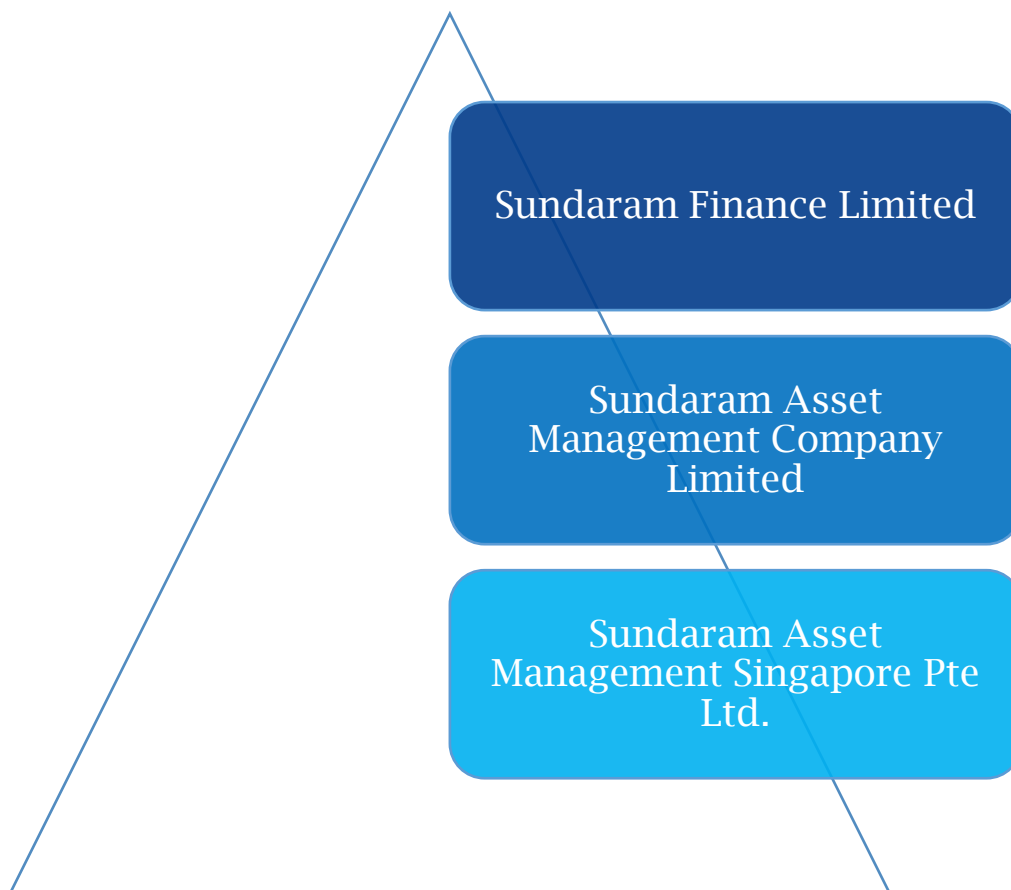 Sundaram Finance Limited
Sundaram Asset
Management Company
Limited
Sundaram Asset
Management Singapore Pte
Ltd.